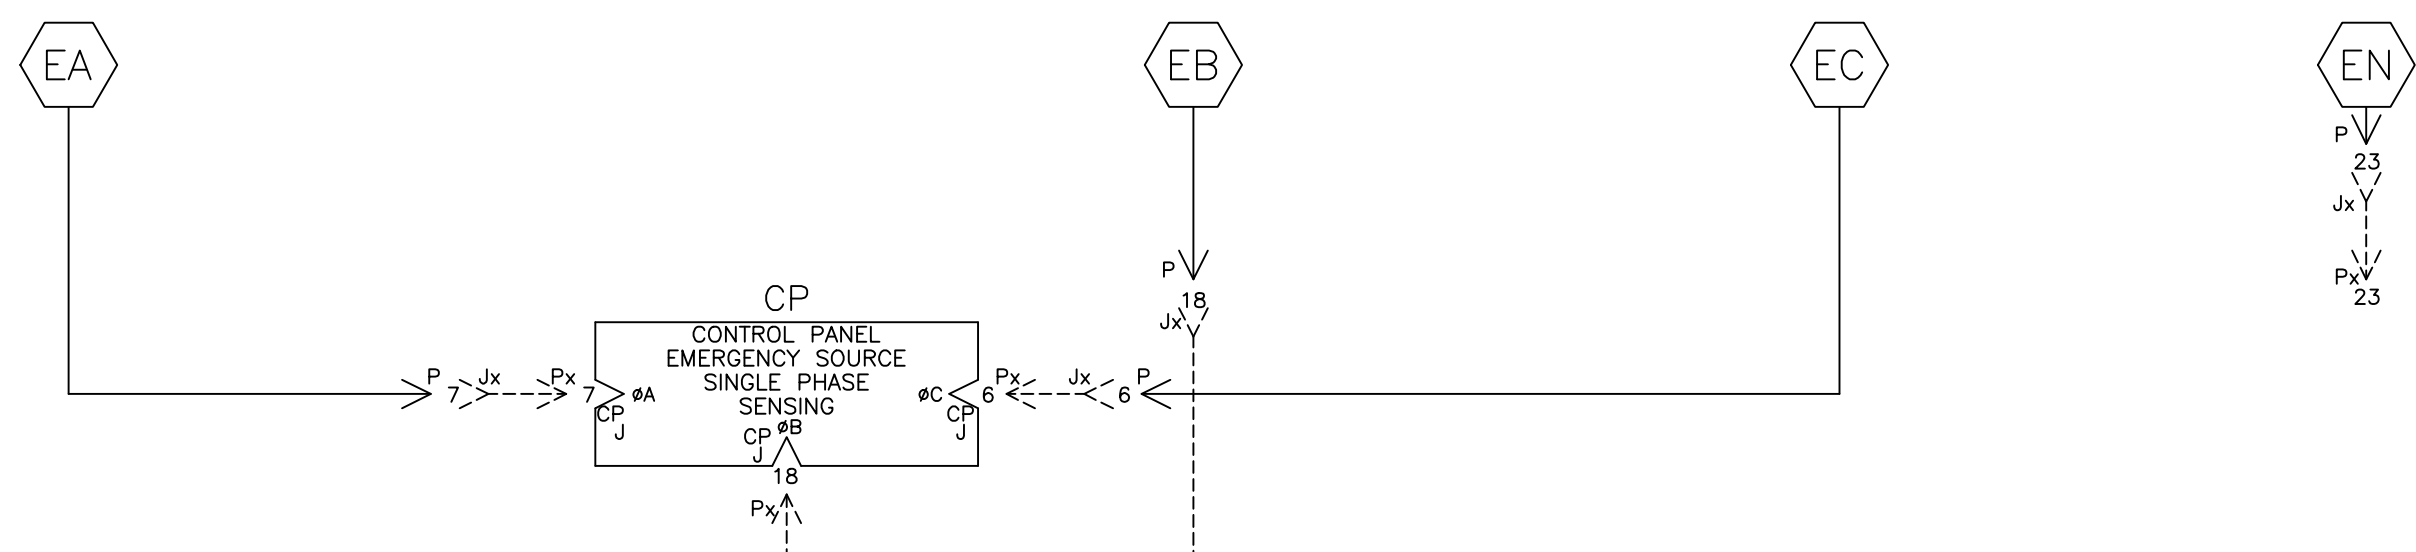 EA
EB
EC
EN
P
23
Jx
Px
23
P
18
Jx
CP
CONTROL PANEL
EMERGENCY SOURCE
SINGLE PHASE
SENSING
P
7
Jx
Px
7
øA
CP
J
øC
6
Px
Jx
6
P
CP
J
øB
CP
J
18
Px